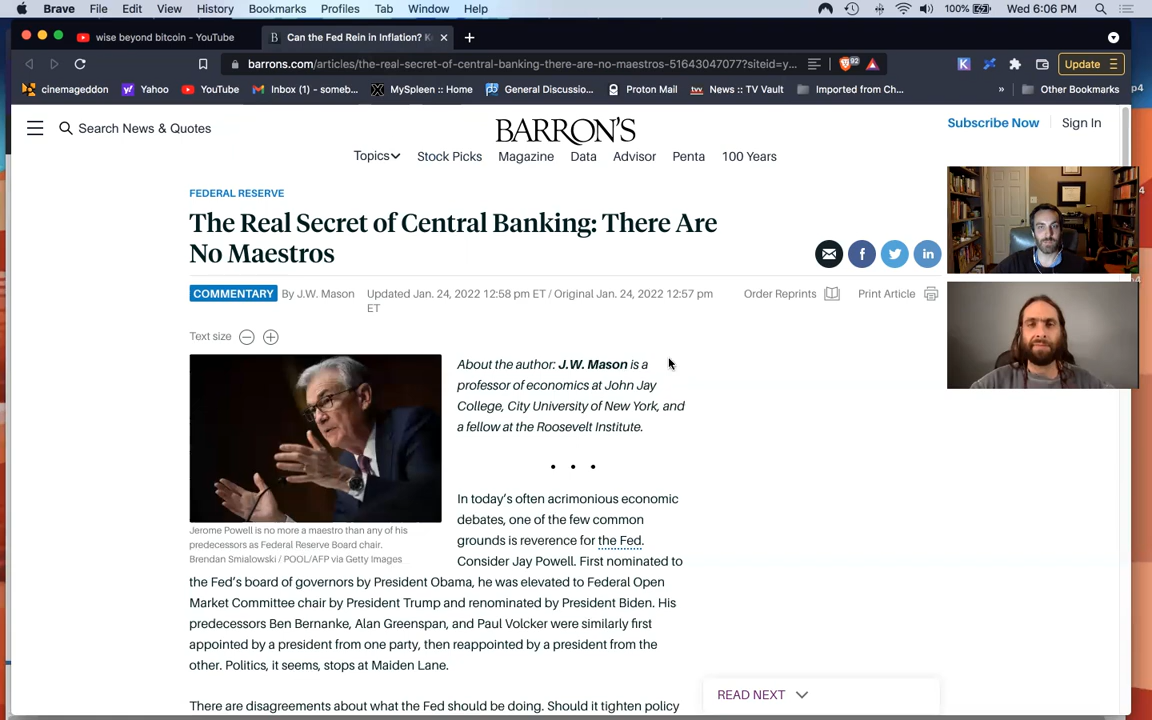 Brave File Edit View History Bookmarks Profiles Tab Window Help 100% Wed 6:06 PM
wise beyond bitcoin - YouTube Can the Fed Rein in Inflation?
barrons.com/articles/the-real-secret-of-central-banking-there-are-no-maestros-51643047077?siteid=y... 92 K Update
cinemageddon Yahoo YouTube Inbox (1) – someb... MySpleen :: Home General Discussio... Proton Mail News :: TV Vault Imported from Ch... » Other Bookmarks
Search News & Quotes
BARRON'S
Subscribe Now Sign In
Topics Stock Picks Magazine Data Advisor Penta 100 Years
FEDERAL RESERVE
The Real Secret of Central Banking: There Are
No Maestros
COMMENTARY By J.W. Mason Updated Jan. 24, 2022 12:58 pm ET / Original Jan. 24, 2022 12:57 pm
ET
Order Reprints Print Article
Text size
About the author: J.W. Mason is a
professor of economics at John Jay
College, City University of New York, and
a fellow at the Roosevelt Institute.
• • •
Jerome Powell is no more a maestro than any of his
predecessors as Federal Reserve Board chair.
Brendan Smialowski / POOL/AFP via Getty Images
In today's often acrimonious economic
debates, one of the few common
grounds is reverence for the Fed.
Consider Jay Powell. First nominated to
the Fed's board of governors by President Obama, he was elevated to Federal Open
Market Committee chair by President Trump and renominated by President Biden. His
predecessors Ben Bernanke, Alan Greenspan, and Paul Volcker were similarly first
appointed by a president from one party, then reappointed by a president from the
other. Politics, it seems, stops at Maiden Lane.
There are disagreements about what the Fed should be doing. Should it tighten policy
READ NEXT